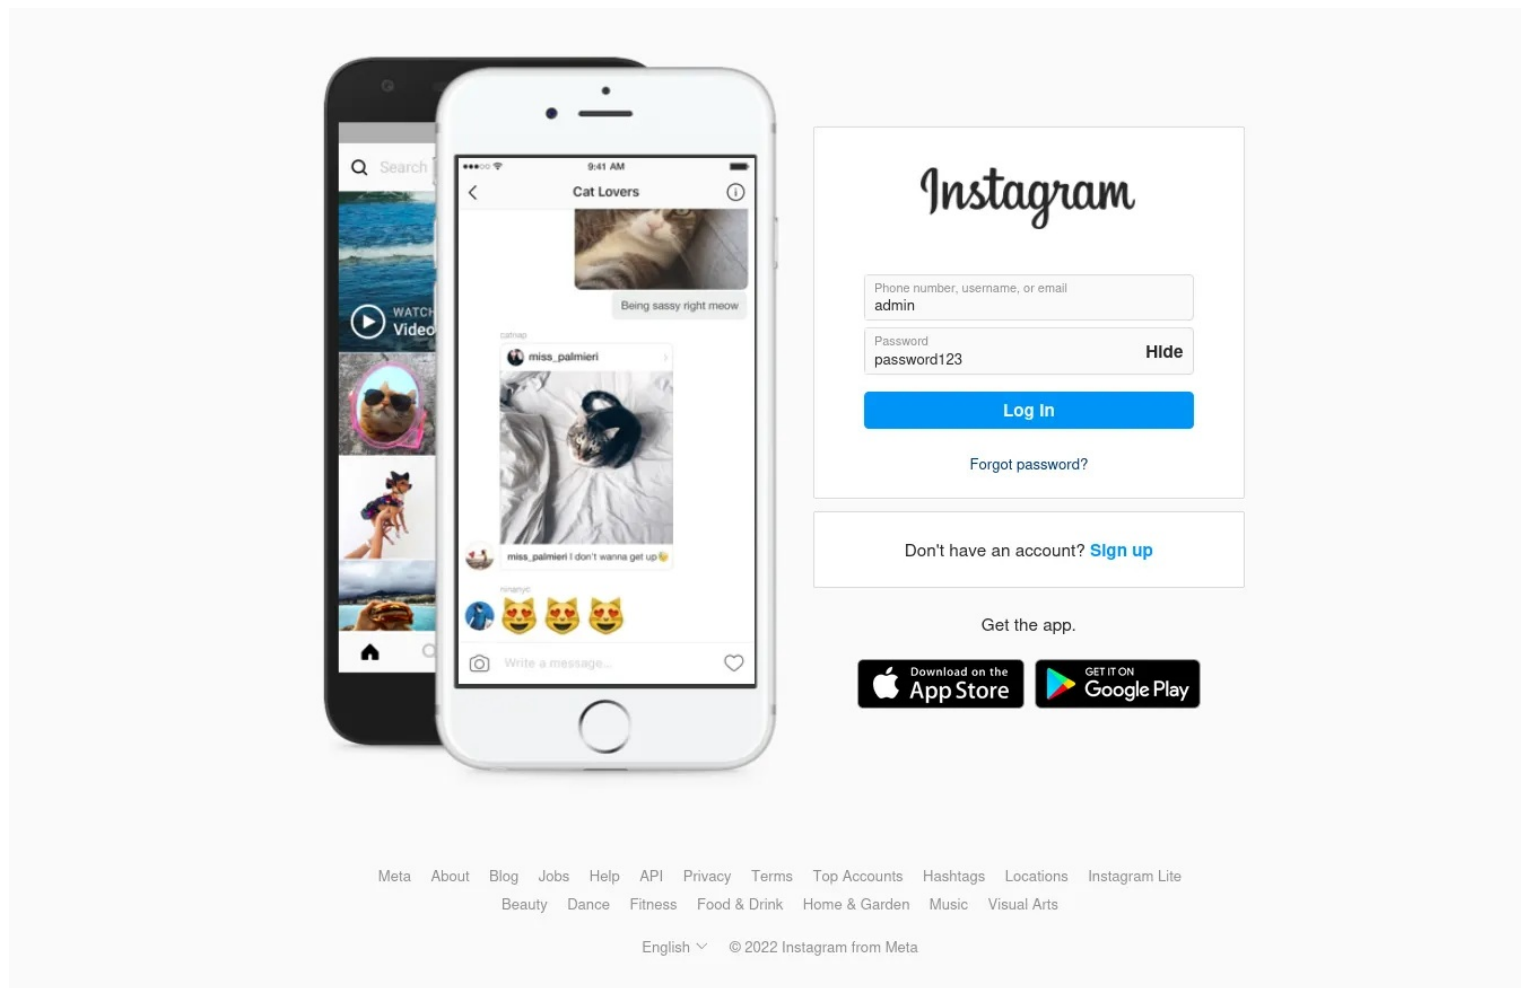 Search
WATCH
Video
9:41 AM
Cat Lovers
Being sassy right meow
catnap
miss_palmieri
miss_palmieri I don't wanna get up
ninanyc
Write a message...
Instagram
Phone number, username, or email
admin
Password
password123
Hide
Log In
Forgot password?
Don't have an account? Sign up
Get the app.
Download on the
App Store
GET IT ON
Google Play
Meta About Blog Jobs Help API Privacy Terms Top Accounts Hashtags Locations Instagram Lite
Beauty Dance Fitness Food & Drink Home & Garden Music Visual Arts
English © 2022 Instagram from Meta